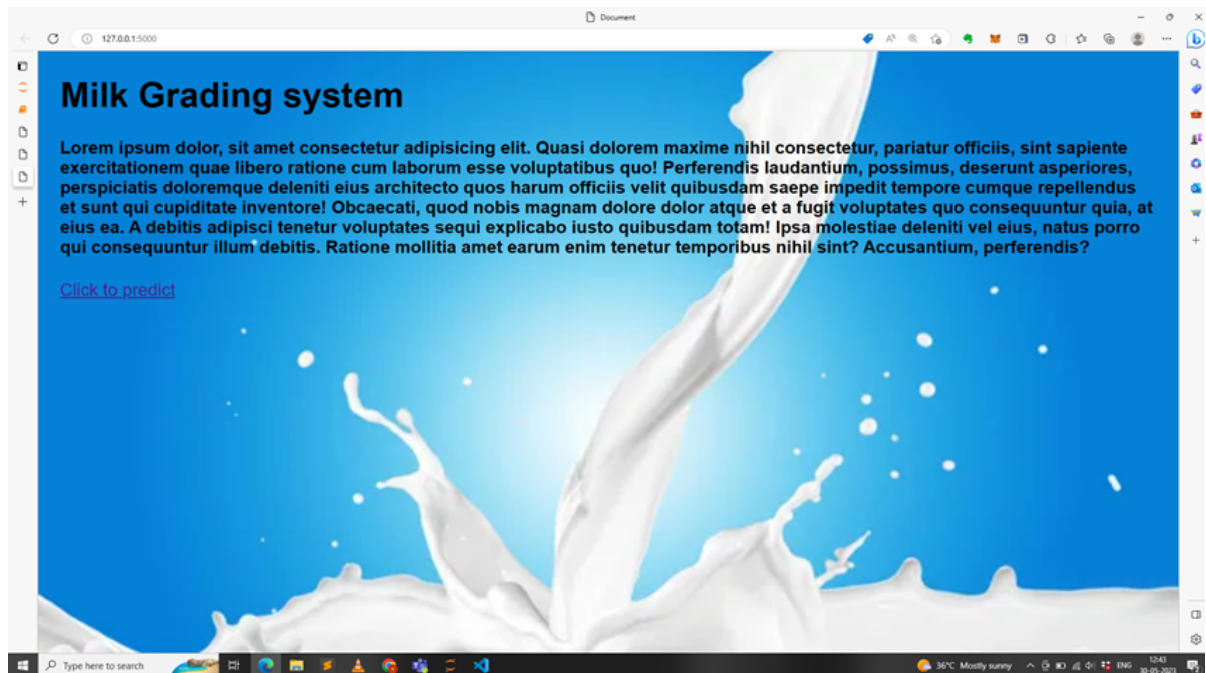 Document
127.0.0.1:5000
Milk Grading system
Lorem ipsum dolor, sit amet consectetur adipisicing elit. Quasi dolorem maxime nihil consectetur, pariatur officiis, sint sapiente
exercitationem quae libero ratione cum laborum esse voluptatibus quo! Perferendis laudantium, possimus, deserunt asperiores,
perspiciatis doloremque deleniti eius architecto quos harum officiis velit quibusdam saepe impedit tempore cumque repellendus
et sunt qui cupiditate inventore! Obcaecati, quod nobis magnam dolore dolor atque et a fugit voluptates quo consequuntur quia, at
eius ea. A debitis adipisci tenetur voluptates sequi explicabo iusto quibusdam totam! Ipsa molestiae deleniti vel eius, natus porro
qui consequuntur illum debitis. Ratione mollitia amet earum enim tenetur temporibus nihil sint? Accusantium, perferendis?
Click to predict
Type here to search
36°C Mostly sunny
ENG
12:43
30-05-2023